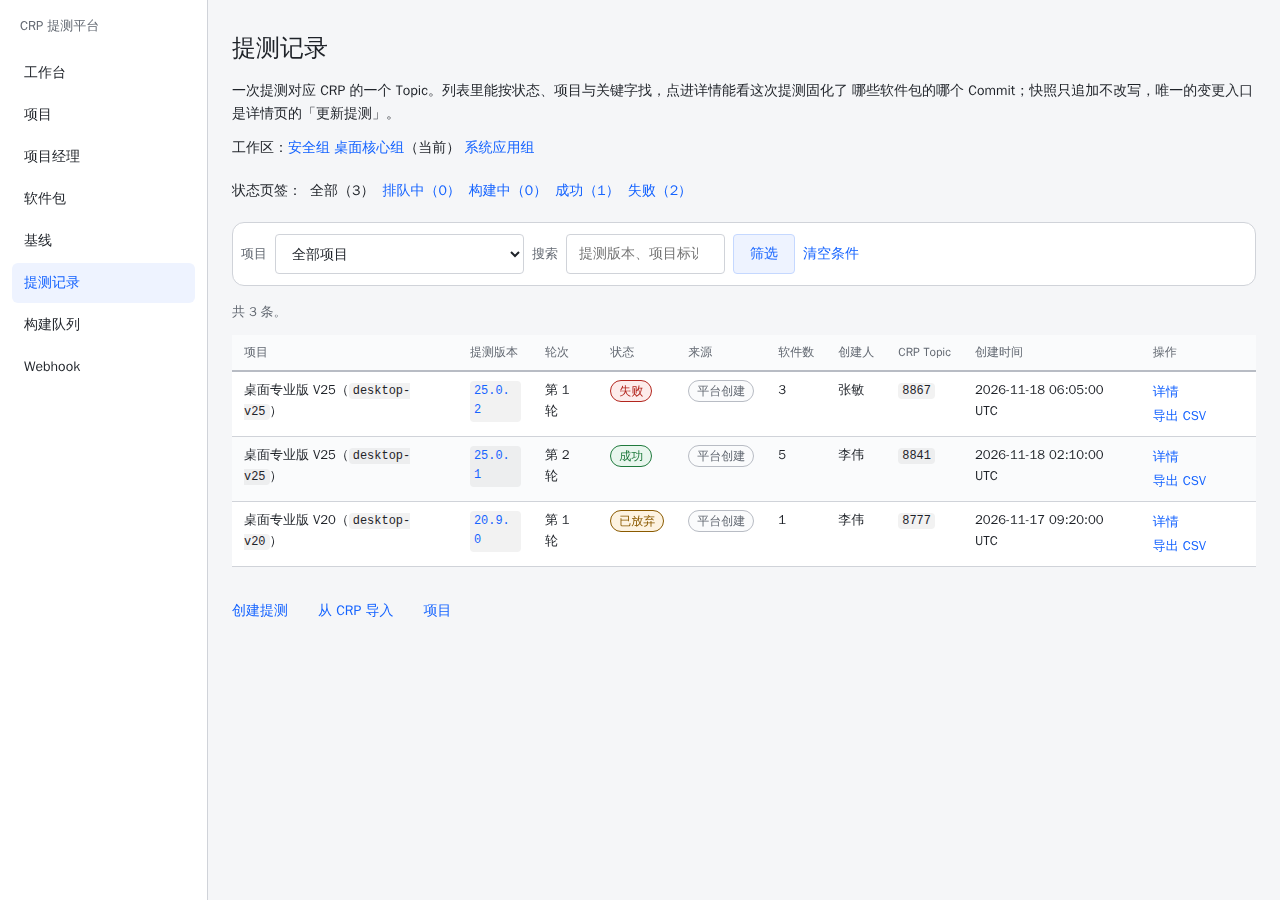 CRP 提测平台
工作台
项目
项目经理
软件包
基线
提测记录
构建队列
Webhook
提测记录
一次提测对应 CRP 的一个 Topic。列表里能按状态、项目与关键字找，点进详情能看这次提测固化了 哪些软件包的哪个 Commit；快照只追加不改写，唯一的变更入口
是详情页的「更新提测」。
工作区：安全组 桌面核心组（当前） 系统应用组
状态页签： 全部（3） 排队中（0） 构建中（0） 成功（1） 失败（2）
项目 全部项目 搜索 提测版本、项目标识 筛选 清空条件
共 3 条。
项目 提测版本 轮次 状态 来源 软件数 创建人 CRP Topic 创建时间 操作
桌面专业版 V25（desktop- 25.0. 第 1 失败 平台创建 3 张敏 8867 2026-11-18 06:05:00 详情
v25） 2 轮 UTC 导出 CSV
桌面专业版 V25（desktop- 25.0. 第 2 成功 平台创建 5 李伟 8841 2026-11-18 02:10:00 详情
v25） 1 轮 UTC 导出 CSV
桌面专业版 V20（desktop- 20.9. 第 1 已放弃 平台创建 1 李伟 8777 2026-11-17 09:20:00 详情
v20） 0 轮 UTC 导出 CSV
创建提测 从 CRP 导入 项目